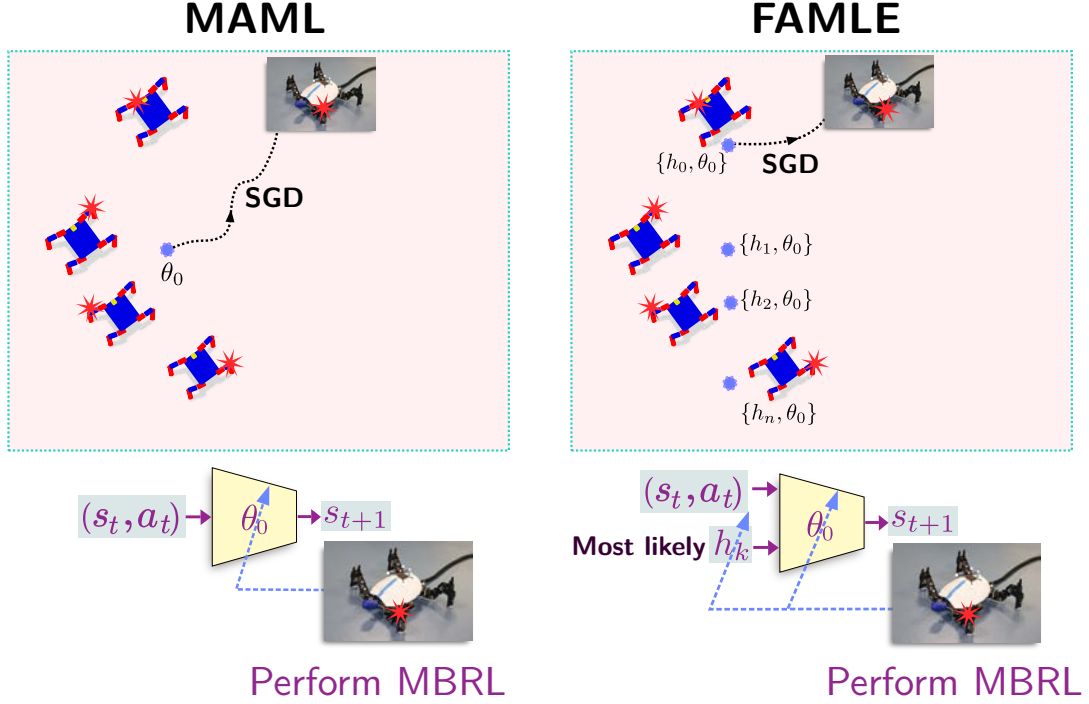 MAML
SGD
θ₀
(sₜ, aₜ)
θ₀
sₜ₊₁
Perform MBRL
FAMLE
{h₀, θ₀}
SGD
{h₁, θ₀}
{h₂, θ₀}
{hₙ, θ₀}
(sₜ, aₜ)
Most likely hₖ
θ₀
sₜ₊₁
Perform MBRL